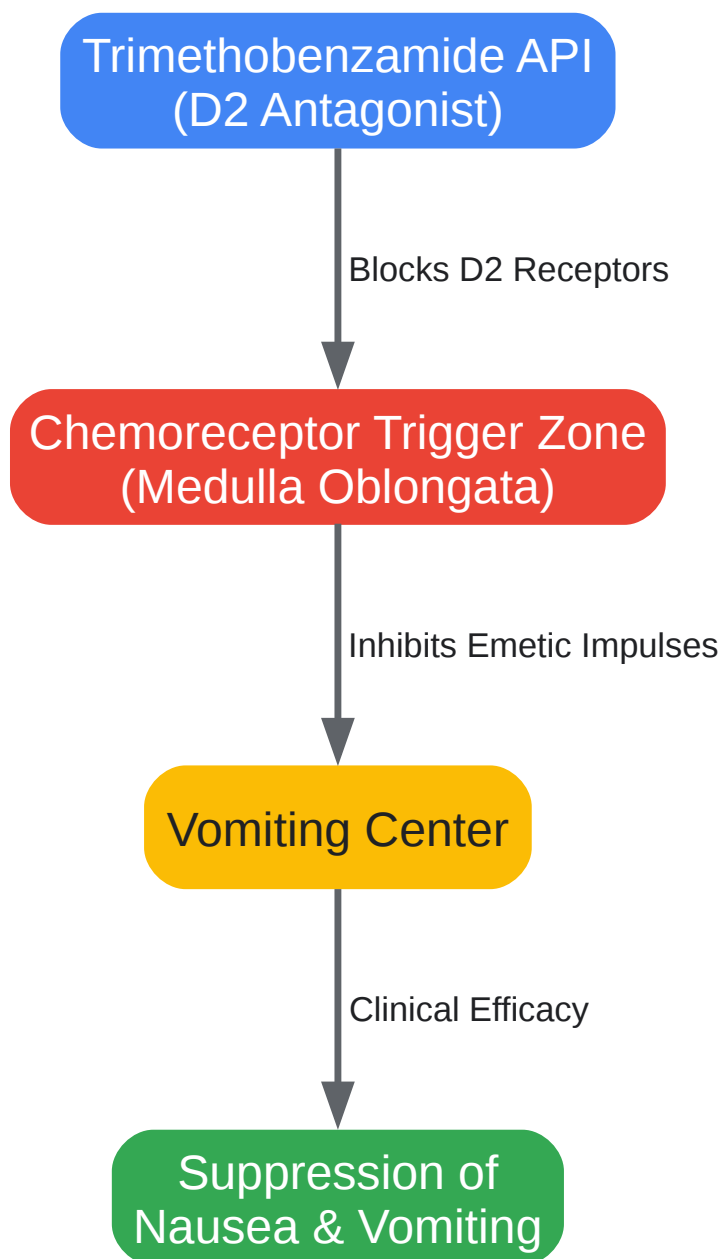 Trimethobenzamide API
(D2 Antagonist)
Blocks D2 Receptors
Chemoreceptor Trigger Zone
(Medulla Oblongata)
Inhibits Emetic Impulses
Vomiting Center
Clinical Efficacy
Suppression of
Nausea & Vomiting